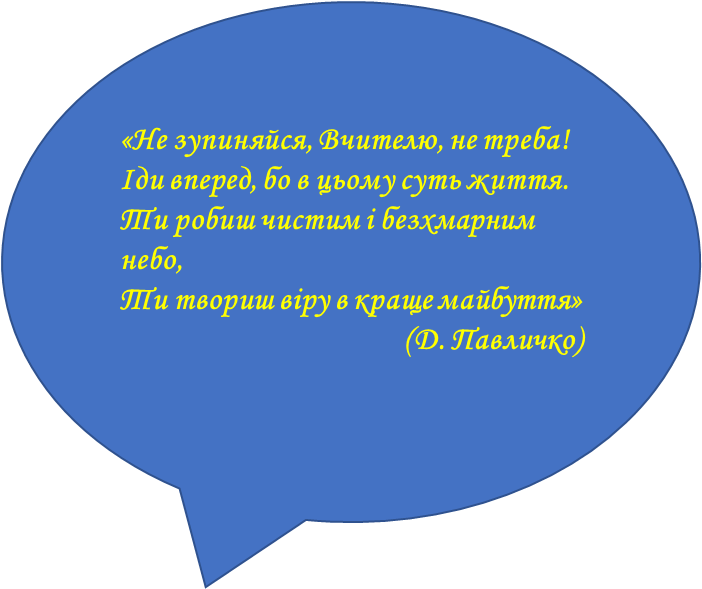 «Не зупиняйся, Вчителю, не треба!
Іди вперед, бо в цьому суть життя.
Ти робиш чистим і безхмарним
небо,
Ти твориш віру в краще майбуття»
(Д. Павличко)